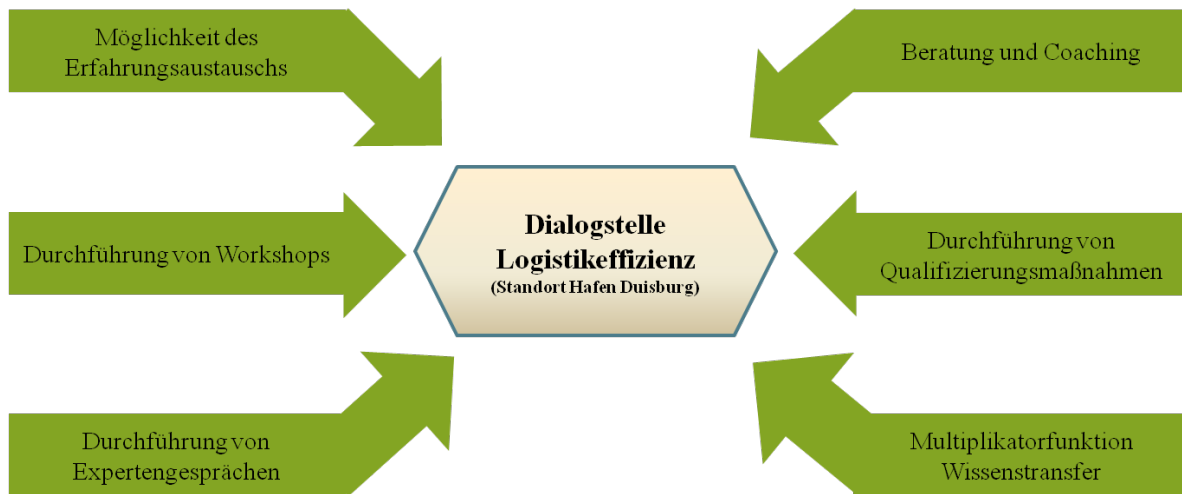 Möglichkeit des
Erfahrungsaustauschs
Beratung und Coaching
Durchführung von Workshops
Dialogstelle
Logistikeffizienz
(Standort Hafen Duisburg)
Durchführung von
Qualifizierungsmaßnahmen
Durchführung von
Expertengesprächen
Multiplikatorfunktion
Wissenstransfer